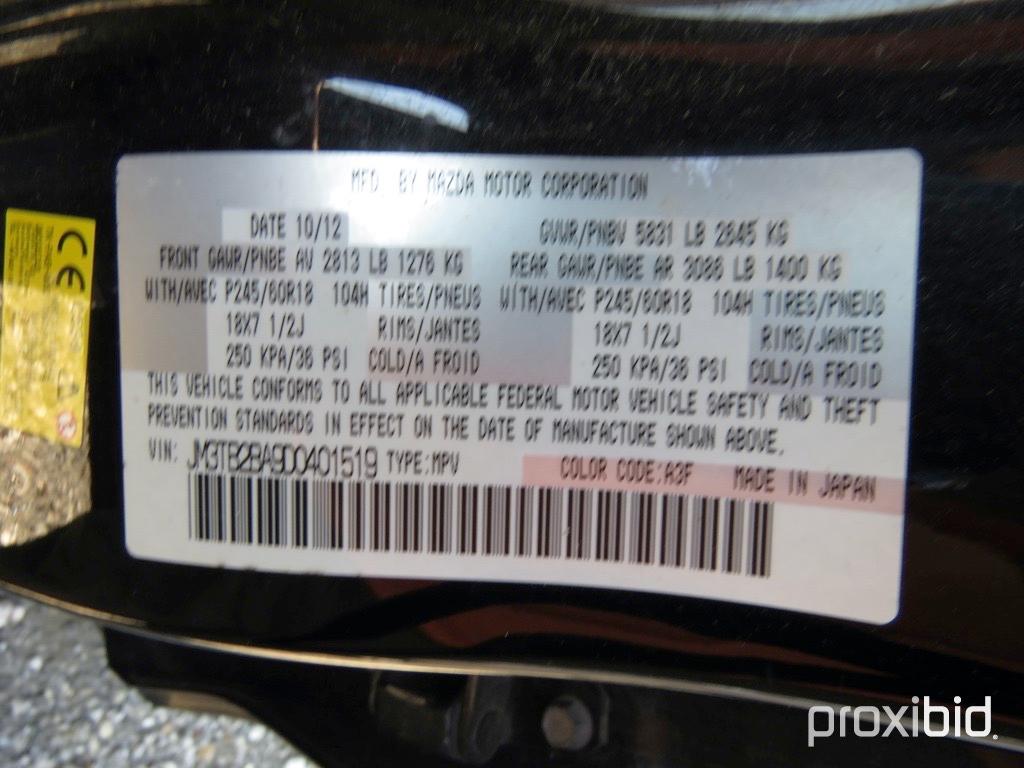 MFD. BY MAZDA MOTOR CORPORATION
DATE 10/12 GVWR/PNBV 5831 LB 2645 KG
FRONT GAWR/PNBE AV 2813 LB 1276 KG REAR GAWR/PNBE AR 3086 LB 1400 KG
WITH/AVEC P245/60R18 104H TIRES/PNEUS WITH/AVEC P245/60R18 104H TIRES/PNEUS
18X7 1/2J RIMS/JANTES 18X7 1/2J RIMS/JANTES
250 KPA/36 PSI COLD/A FROID 250 KPA/36 PSI COLD/A FROID
THIS VEHICLE CONFORMS TO ALL APPLICABLE FEDERAL MOTOR VEHICLE SAFETY AND THEFT
PREVENTION STANDARDS IN EFFECT ON THE DATE OF MANUFACTURE SHOWN ABOVE.
VIN: JM3TB2BA9D0401519 TYPE:MPV COLOR CODE:A3F MADE IN JAPAN
CE
proxibid.